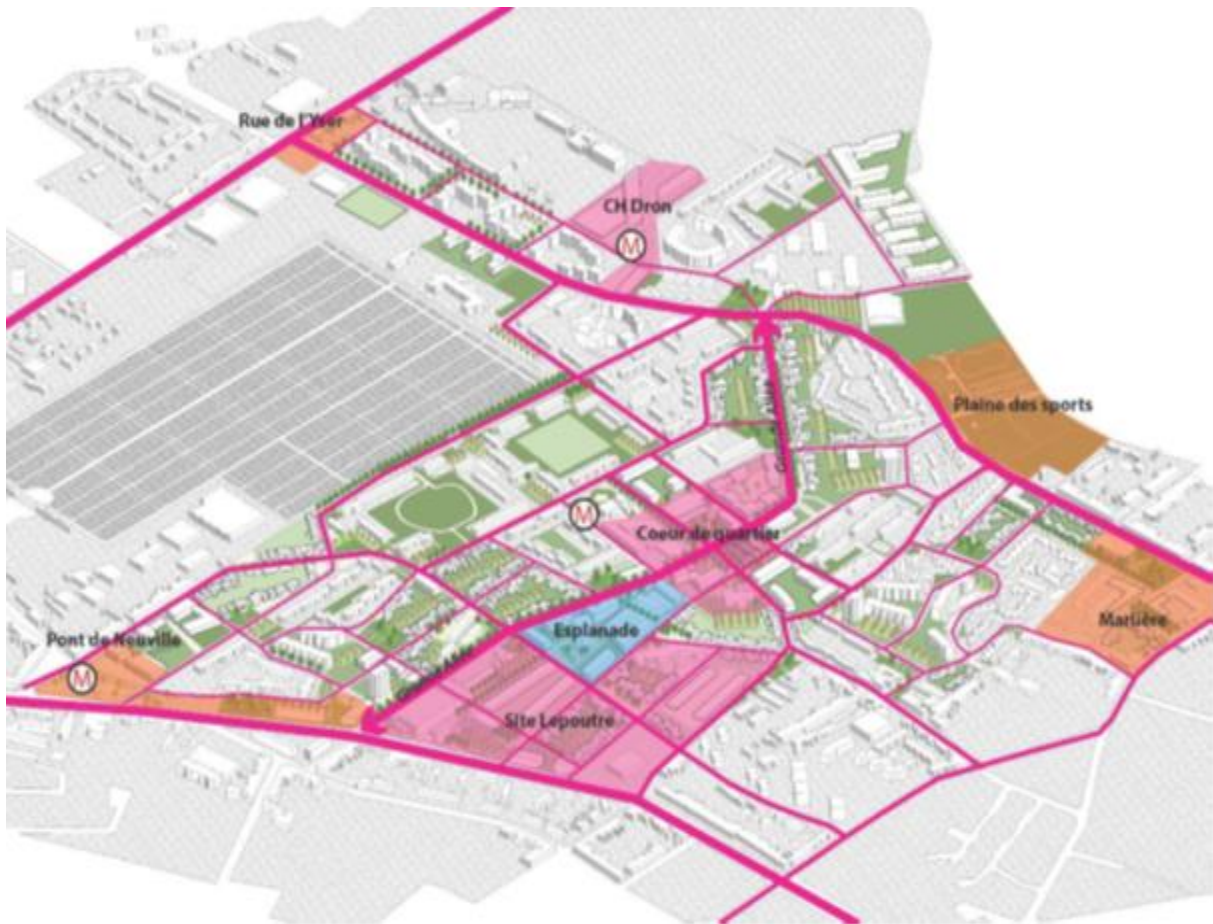 Rue de l'Yser
CH Dron
M
Plaine des sports
M
Coeur de quartier
Esplanade
Marlière
Pont de Neuville
M
Site Lepoutre